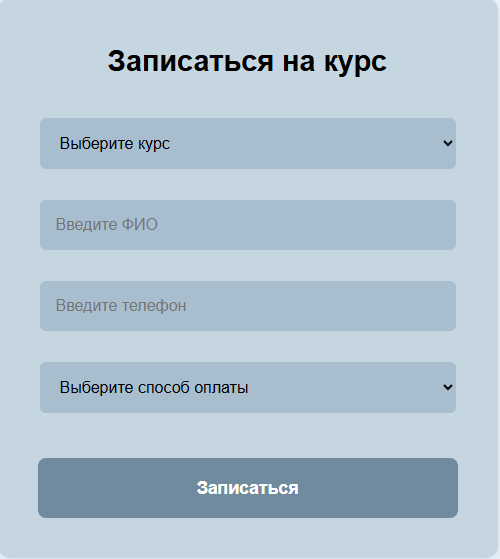 Записаться на курс
Выберите курс
Введите ФИО
Введите телефон
Выберите способ оплаты
Записаться